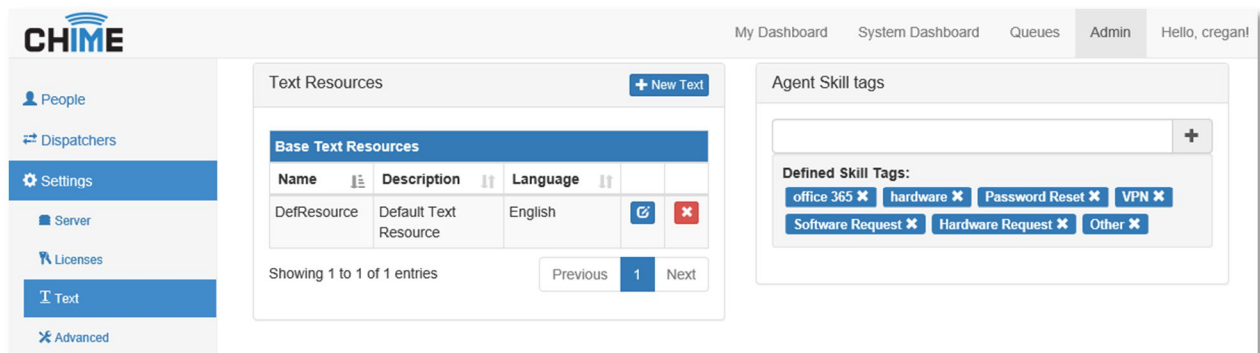 CHIME
My Dashboard System Dashboard Queues Admin Hello, cregan!
People
Dispatchers
Settings
Server
Licenses
Text
Advanced
Text Resources
New Text
Base Text Resources
Name Description Language
DefResource Default Text English
Resource
Showing 1 to 1 of 1 entries
Previous 1 Next
Agent Skill tags
Defined Skill Tags:
office 365 hardware Password Reset VPN
Software Request Hardware Request Other